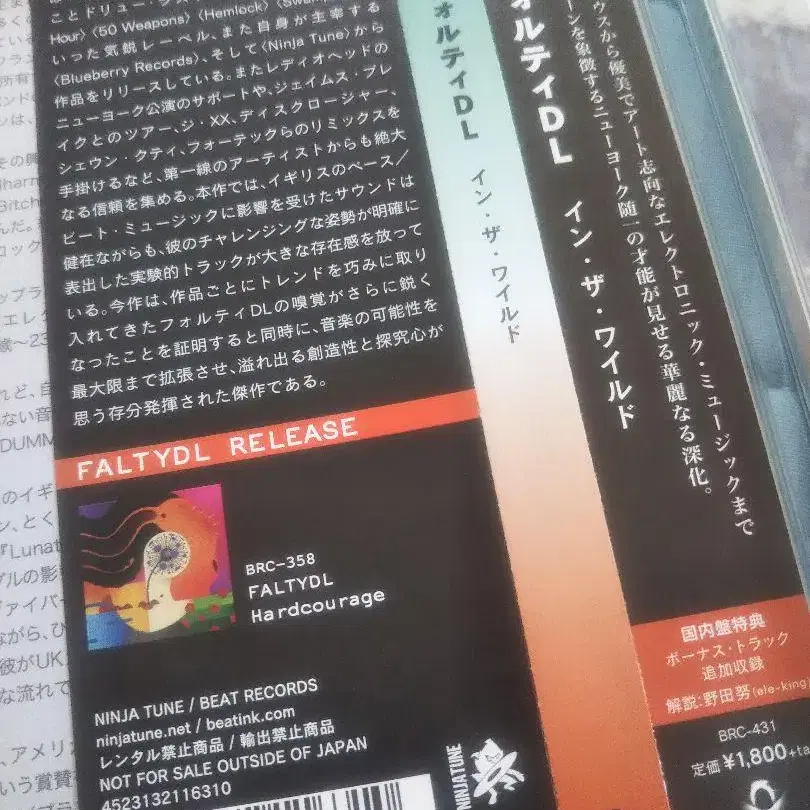 ことドリュー・
Hour〉〈50 Weapons〉〈Hemlock〉
いった気鋭レーベル、また自身が主宰する
〈Blueberry Records〉、そして〈Ninja Tune〉から
作品をリリースしている。またレディオヘッドの
ニューヨーク公演のサポートや、ジェイムス・ブレ
イクとのツアー、ジ・XX、ディスクロージャー、
シェウン・クティ、フォーテックらのリミックスを
手掛けるなど、第一線のアーティストからも絶大
なる信頼を集める。本作では、イギリスのベース／
ビート・ミュージックに影響を受けたサウンドは
健在ながらも、彼のチャレンジングな姿勢が明確に
表出した実験的トラックが大きな存在感を放って
いる。今作は、作品ごとにトレンドを巧みに取り
入れてきたフォルティDLの嗅覚がさらに鋭く
なったことを証明すると同時に、音楽の可能性を
最大限まで拡張させ、溢れ出る創造性と探究心が
思う存分発揮された傑作である。
FALTYDL RELEASE
BRC-358
FALTYDL
Hardcourage
NINJA TUNE / BEAT RECORDS
ninjatune.net / beatink.com
レンタル禁止商品 / 輸出禁止商品
NOT FOR SALE OUTSIDE OF JAPAN
4523132116310
ォルティDL イン・ザ・ワイルド
NINJA TUNE
ォルティDL イン・ザ・ワイルド
ウスから優美でアート志向なエレクトロニック・ミュージックまで
ーンを象徴するニューヨーク随一の才能が見せる華麗なる深化。
国内盤特典
ボーナス・トラック
追加収録
解説：野田努(ele-king)
BRC-431
定価 ¥1,800+ta